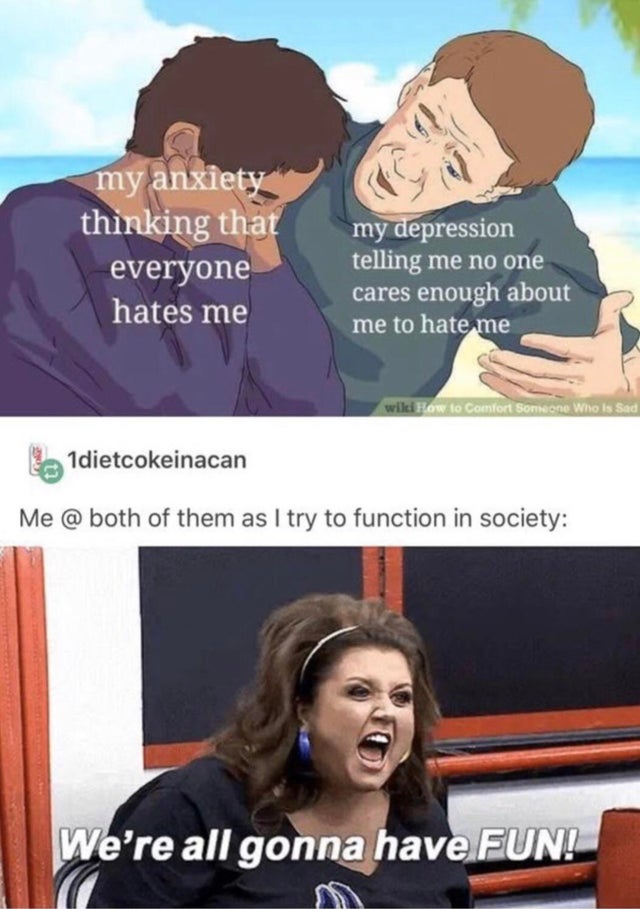 my anxiety
thinking that
everyone
hates me
my depression
telling me no one
cares enough about
me to hate me
wikiHow to Comfort Someone Who Is Sad
1dietcokeinacan
Me @ both of them as I try to function in society:
We're all gonna have FUN!